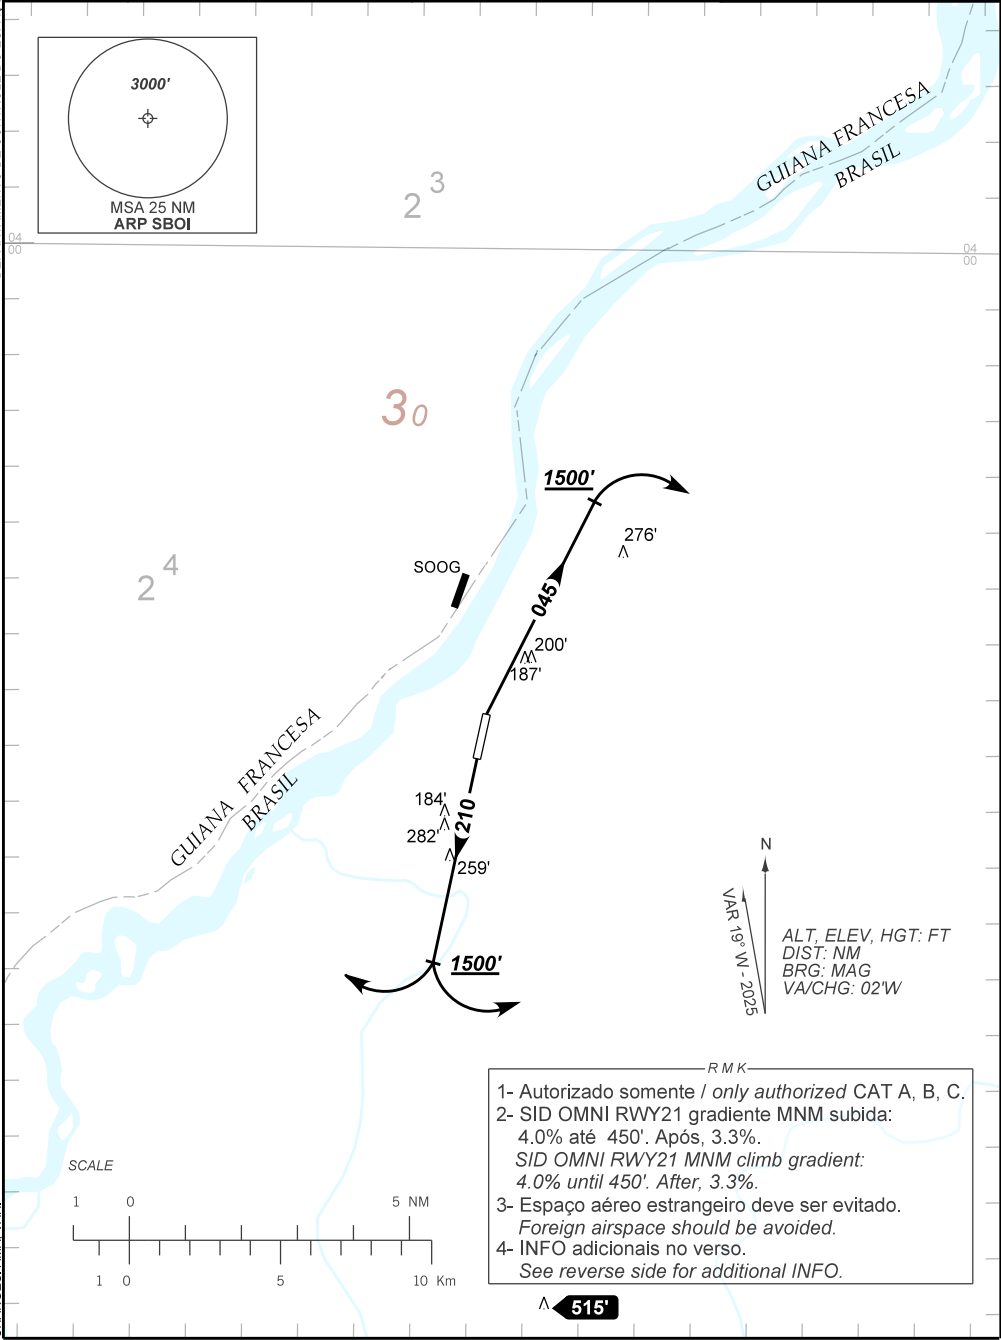 3000'
MSA 25 NM
ARP SBOI
GUIANA FRANCESA
BRASIL
2 3
04
00
04
00
3 0
1500'
276'
SOOG
2 4
045
200'
187'
GUIANA FRANCESA
BRASIL
184'
282'
210
259'
1500'
N
VAR 19° W - 2025
ALT, ELEV, HGT: FT
DIST: NM
BRG: MAG
VA/CHG: 02'W
RMK
1- Autorizado somente / only authorized CAT A, B, C.
2- SID OMNI RWY21 gradiente MNM subida:
4.0% até 450'. Após, 3.3%.
SID OMNI RWY21 MNM climb gradient:
4.0% until 450'. After, 3.3%.
3- Espaço aéreo estrangeiro deve ser evitado.
Foreign airspace should be avoided.
4- INFO adicionais no verso.
See reverse side for additional INFO.
SCALE
1 0 5 NM
1 0 5 10 Km
515'